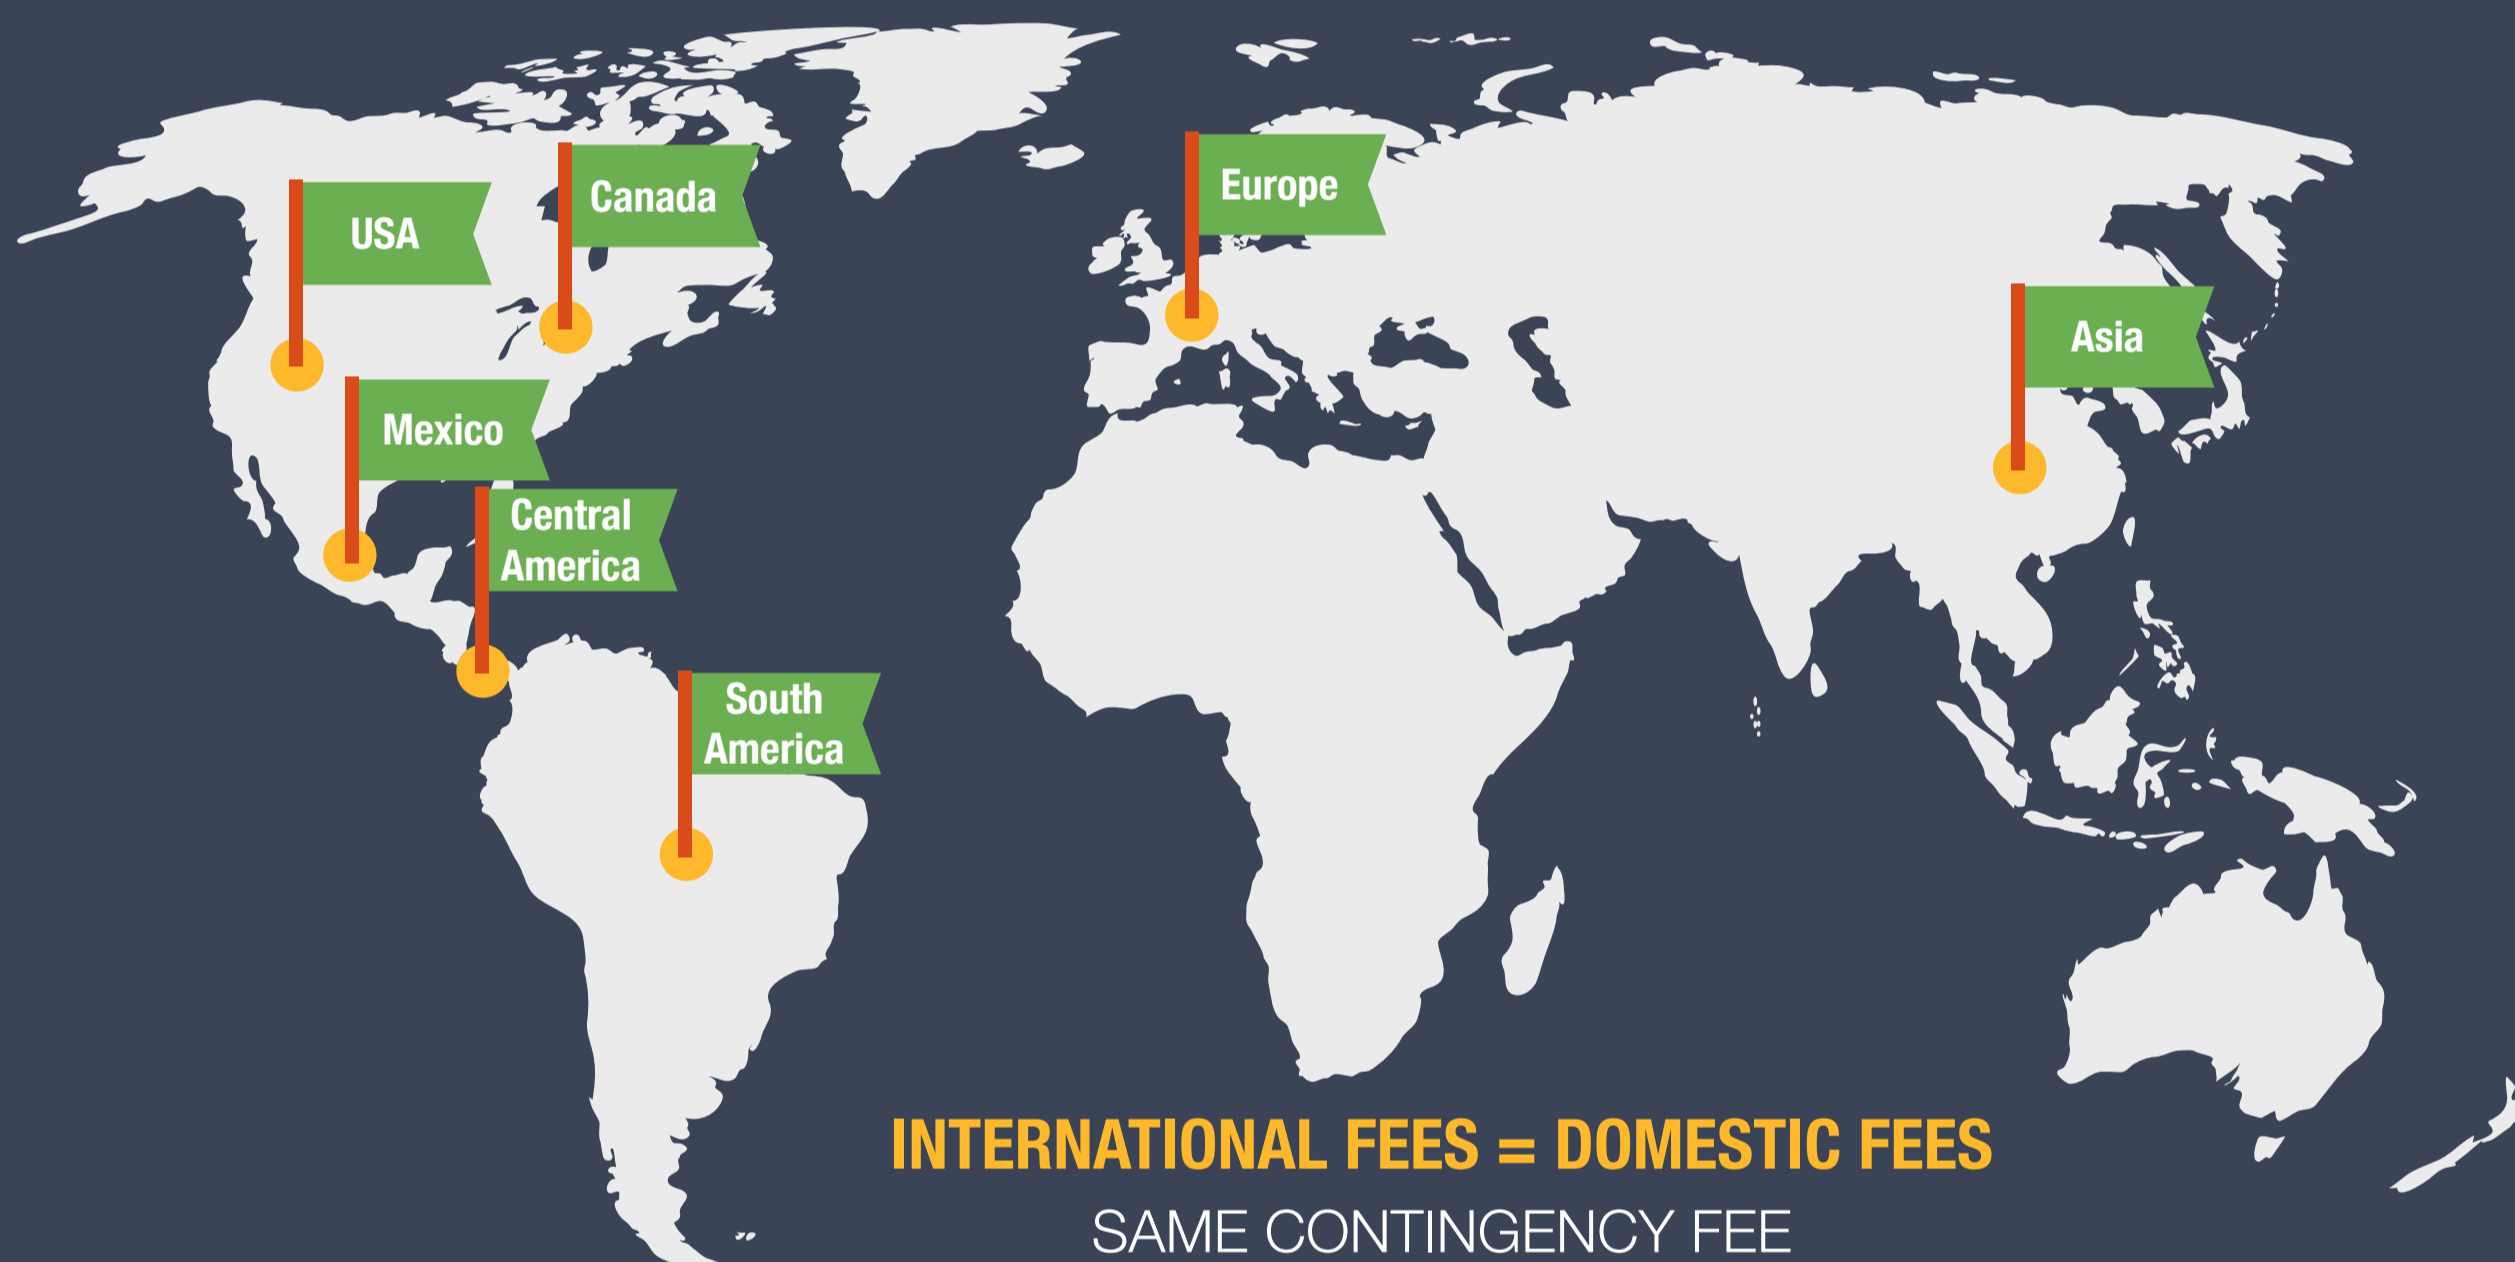 Canada
Europe
USA
Asia
Mexico
Central
America
South
America
INTERNATIONAL FEES = DOMESTIC FEES
SAME CONTINGENCY FEE